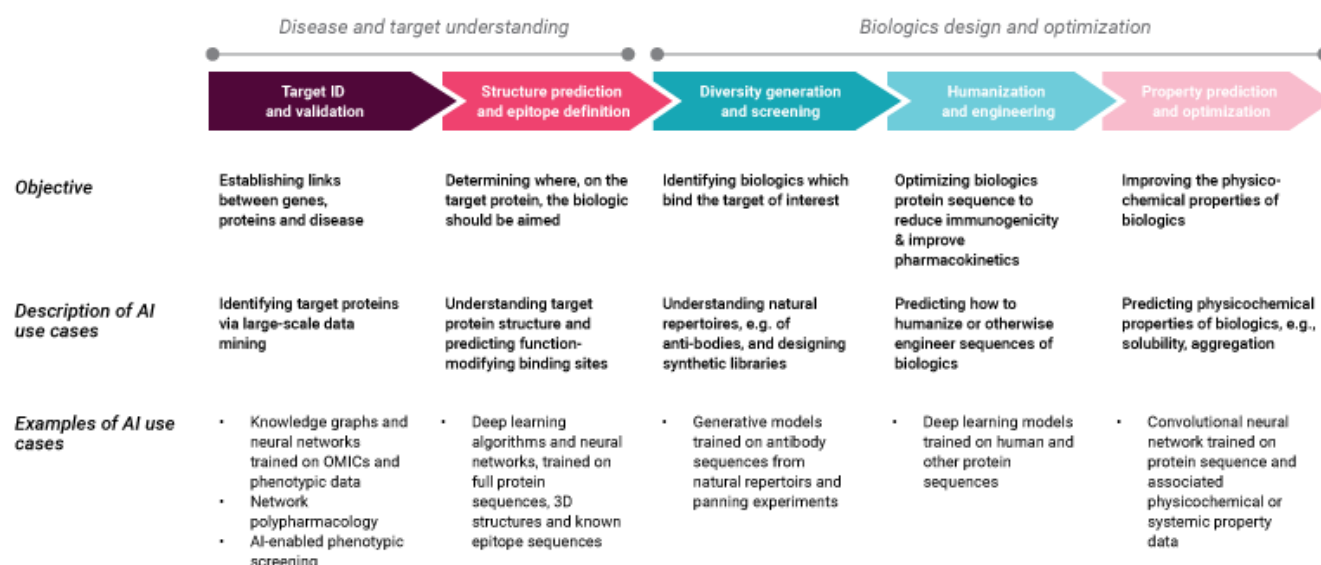 Disease and target understanding
Biologics design and optimization
Target ID
and validation
Structure prediction
and epitope definition
Diversity generation
and screening
Humanization
and engineering
Property prediction
and optimization
Objective
Establishing links
between genes,
proteins and disease
Determining where, on the
target protein, the biologic
should be aimed
Identifying biologics which
bind the target of interest
Optimizing biologics
protein sequence to
reduce immunogenicity
& improve
pharmacokinetics
Improving the physico-
chemical properties of
biologics
Description of AI
use cases
Identifying target proteins
via large-scale data
mining
Understanding target
protein structure and
predicting function-
modifying binding sites
Understanding natural
repertoires, e.g. of
anti-bodies, and designing
synthetic libraries
Predicting how to
humanize or otherwise
engineer sequences of
biologics
Predicting physicochemical
properties of biologics, e.g.,
solubility, aggregation
Examples of AI use
cases
• Knowledge graphs and
neural networks
trained on OMICs and
phenotypic data
• Network
polypharmacology
• AI-enabled phenotypic
screening
• Deep learning
algorithms and neural
networks, trained on
full protein
sequences, 3D
structures and known
epitope sequences
• Generative models
trained on antibody
sequences from
natural repertoirs and
panning experiments
• Deep learning models
trained on human and
other protein
sequences
• Convolutional neural
network trained on
protein sequence and
associated
physicochemical or
systemic property
data